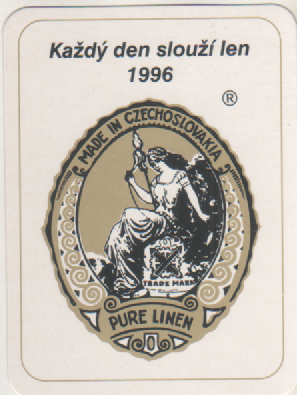 Každý den slouží len
1996
®
MADE IN CZECHOSLOVAKIA
TRADE MARK
PURE LINEN